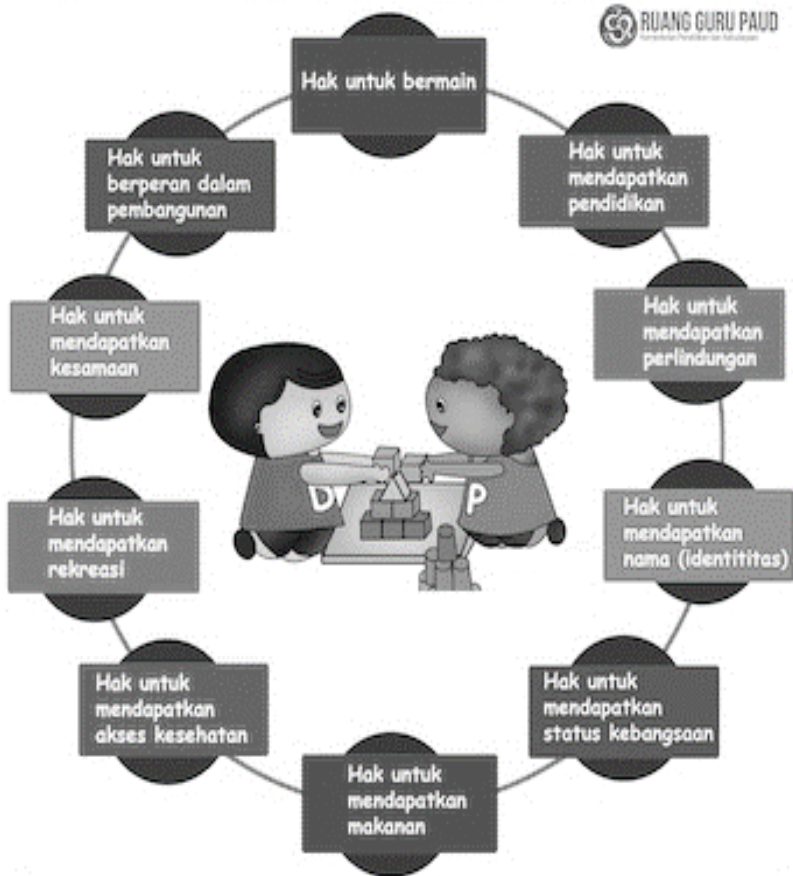 RUANG GURU PAUD
Hak untuk bermain
Hak untuk
mendapatkan
pendidikan
Hak untuk
mendapatkan
perlindungan
Hak untuk
mendapatkan
nama (identititas)
Hak untuk
mendapatkan
status kebangsaan
Hak untuk
mendapatkan
makanan
Hak untuk
mendapatkan
akses kesehatan
Hak untuk
mendapatkan
rekreasi
Hak untuk
mendapatkan
kesamaan
Hak untuk
berperan dalam
pembangunan
D
P